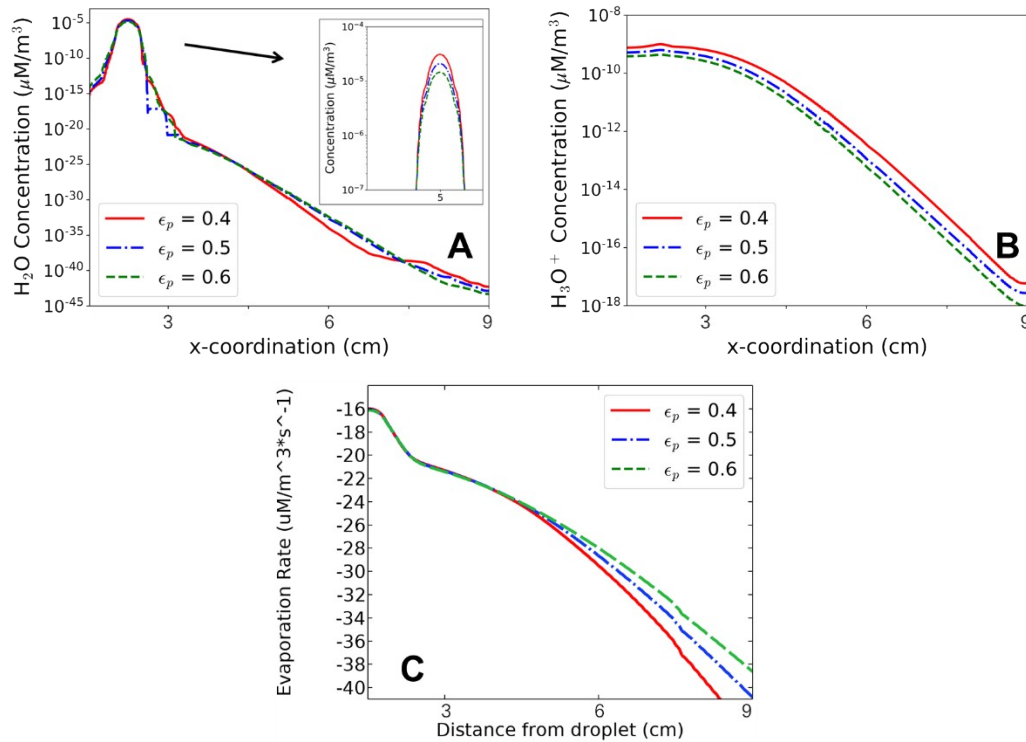 H₂O Concentration (μM/m³)
10⁻⁵
10⁻¹⁰
10⁻¹⁵
10⁻²⁰
10⁻²⁵
10⁻³⁰
10⁻³⁵
10⁻⁴⁰
10⁻⁴⁵
3
6
9
x-coordination (cm)
ϵₚ = 0.4
ϵₚ = 0.5
ϵₚ = 0.6
A
Concentration (μM/m³)
10⁻⁴
10⁻⁵
10⁻⁶
10⁻⁷
5
H₃O⁺ Concentration (μM/m³)
10⁻⁸
10⁻¹⁰
10⁻¹²
10⁻¹⁴
10⁻¹⁶
10⁻¹⁸
3
6
9
x-coordination (cm)
ϵₚ = 0.4
ϵₚ = 0.5
ϵₚ = 0.6
B
Evaporation Rate (uM/m^3*s^-1)
-16
-18
-20
-22
-24
-26
-28
-30
-32
-34
-36
-38
-40
3
6
9
Distance from droplet (cm)
ϵₚ = 0.4
ϵₚ = 0.5
ϵₚ = 0.6
C